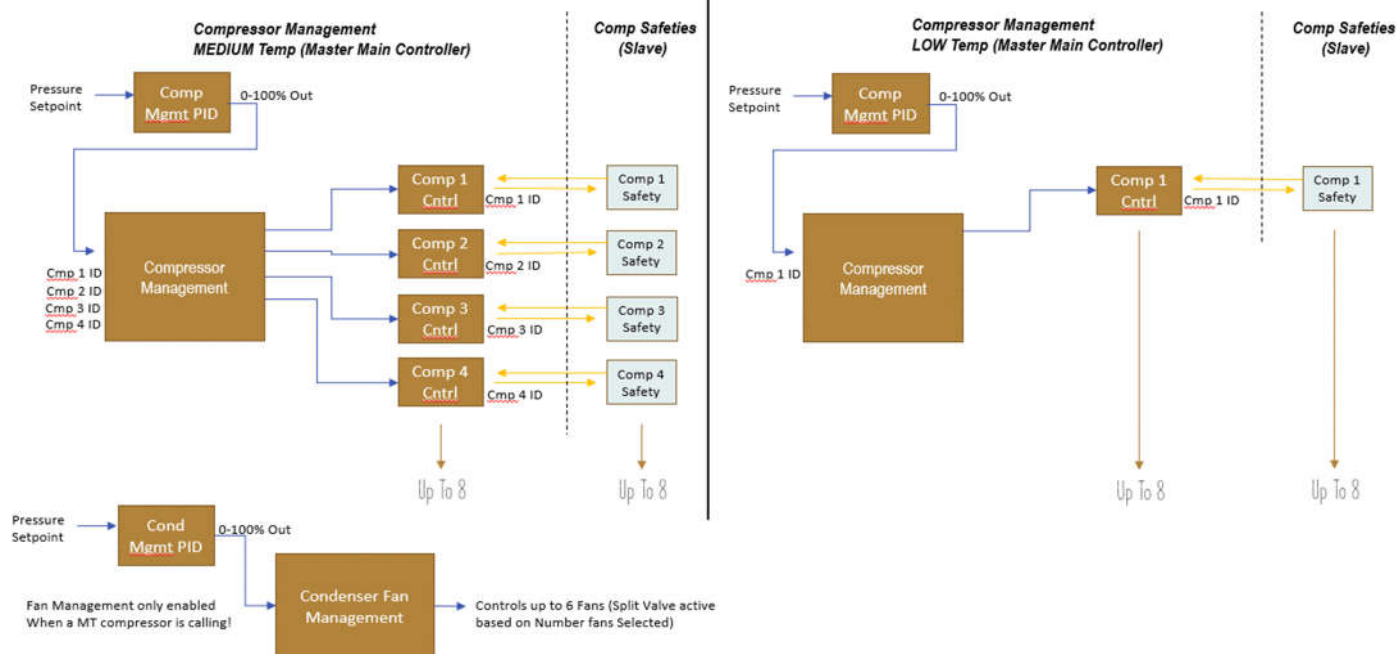 Compressor Management
MEDIUM Temp (Master Main Controller)
Comp Safeties
(Slave)
Pressure
Setpoint
Comp
Mgmt PID
0-100% Out
Comp 1
Cntrl
Cmp 1 ID
Comp 1
Safety
Comp 2
Cntrl
Cmp 2 ID
Comp 2
Safety
Compressor
Management
Cmp 1 ID
Cmp 2 ID
Cmp 3 ID
Cmp 4 ID
Comp 3
Cntrl
Cmp 3 ID
Comp 3
Safety
Comp 4
Cntrl
Cmp 4 ID
Comp 4
Safety
Up To 8
Up To 8
Pressure
Setpoint
Cond
Mgmt PID
0-100% Out
Fan Management only enabled
When a MT compressor is calling!
Condenser Fan
Management
Controls up to 6 Fans (Split Valve active
based on Number fans Selected)
Compressor Management
LOW Temp (Master Main Controller)
Comp Safeties
(Slave)
Pressure
Setpoint
Comp
Mgmt PID
0-100% Out
Comp 1
Cntrl
Cmp 1 ID
Comp 1
Safety
Cmp 1 ID
Compressor
Management
Up To 8
Up To 8